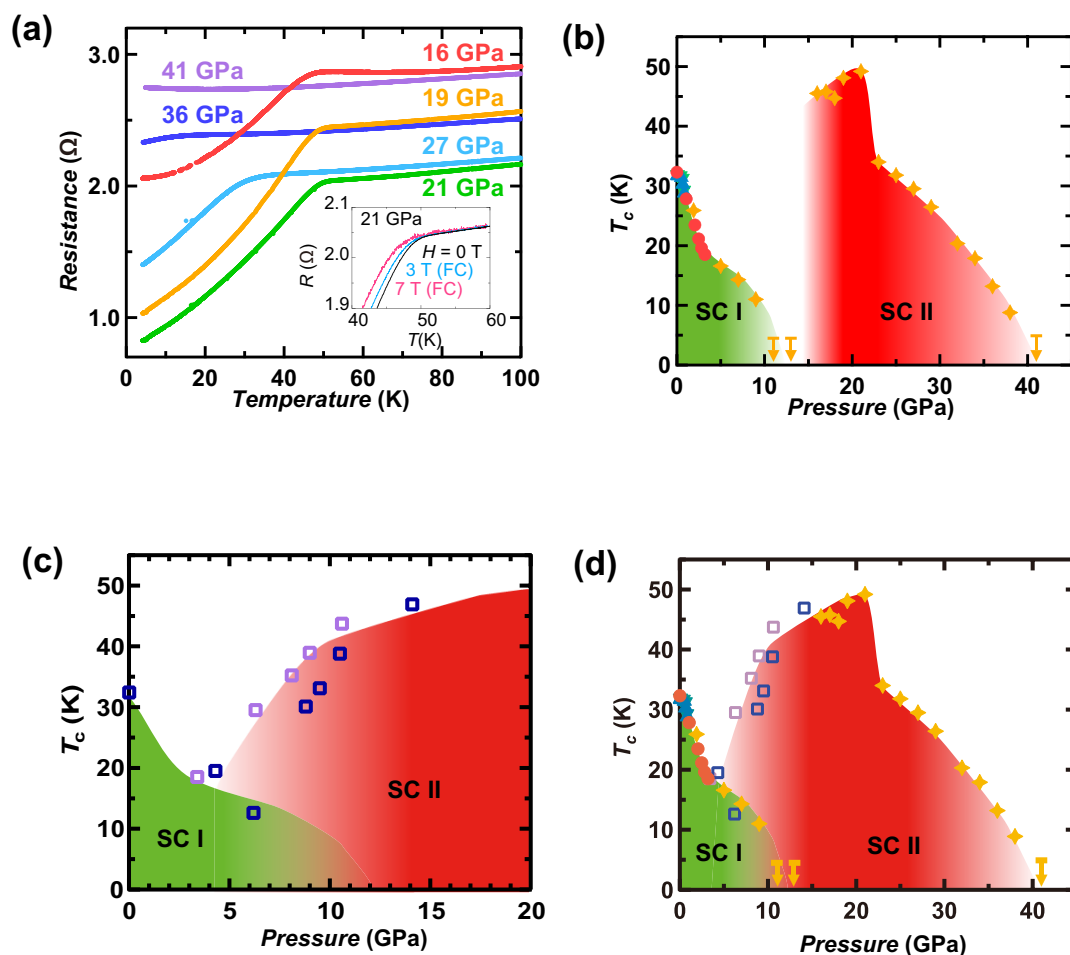 (a)
3.0
2.0
1.0
Resistance (Ω)
0
20
40
60
80
100
Temperature (K)
41 GPa
36 GPa
16 GPa
19 GPa
27 GPa
21 GPa
2.1
2.0
1.9
R (Ω)
21 GPa
H = 0 T
3 T (FC)
7 T (FC)
40
50
60
T(K)
(b)
50
40
30
20
10
0
Tc (K)
SC I
SC II
0
10
20
30
40
Pressure (GPa)
(c)
50
40
30
20
10
0
Tc (K)
SC I
SC II
0
5
10
15
20
Pressure (GPa)
(d)
50
40
30
20
10
0
Tc (K)
SC I
SC II
0
10
20
30
40
Pressure (GPa)